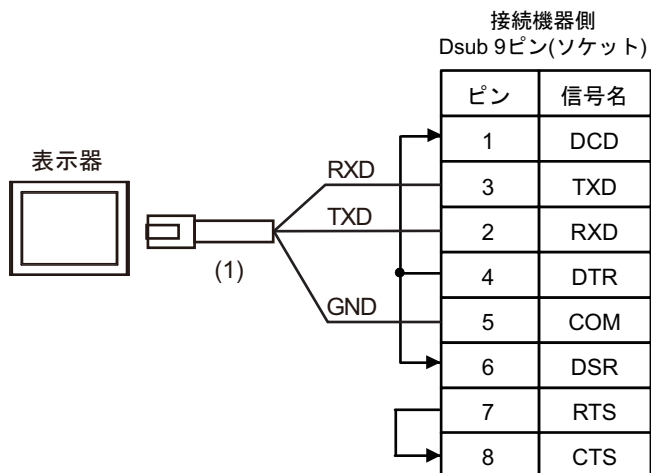 接続機器側
Dsub 9ピン(ソケット)
ピン 信号名
1 DCD
表示器
RXD
3 TXD
TXD
2 RXD
(1)
4 DTR
GND
5 COM
6 DSR
7 RTS
8 CTS